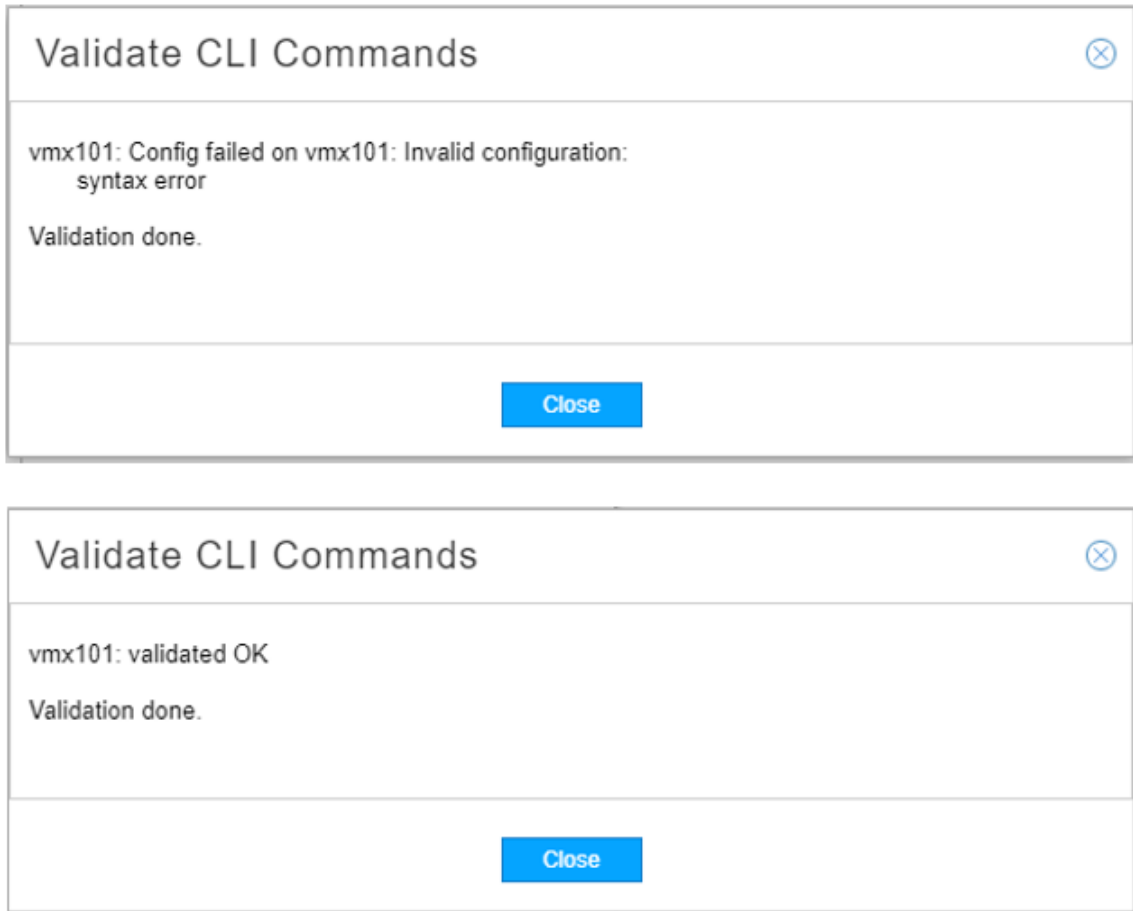 Validate CLI Commands
vmx101: Config failed on vmx101: Invalid configuration:
syntax error
Validation done.
Close
Validate CLI Commands
vmx101: validated OK
Validation done.
Close